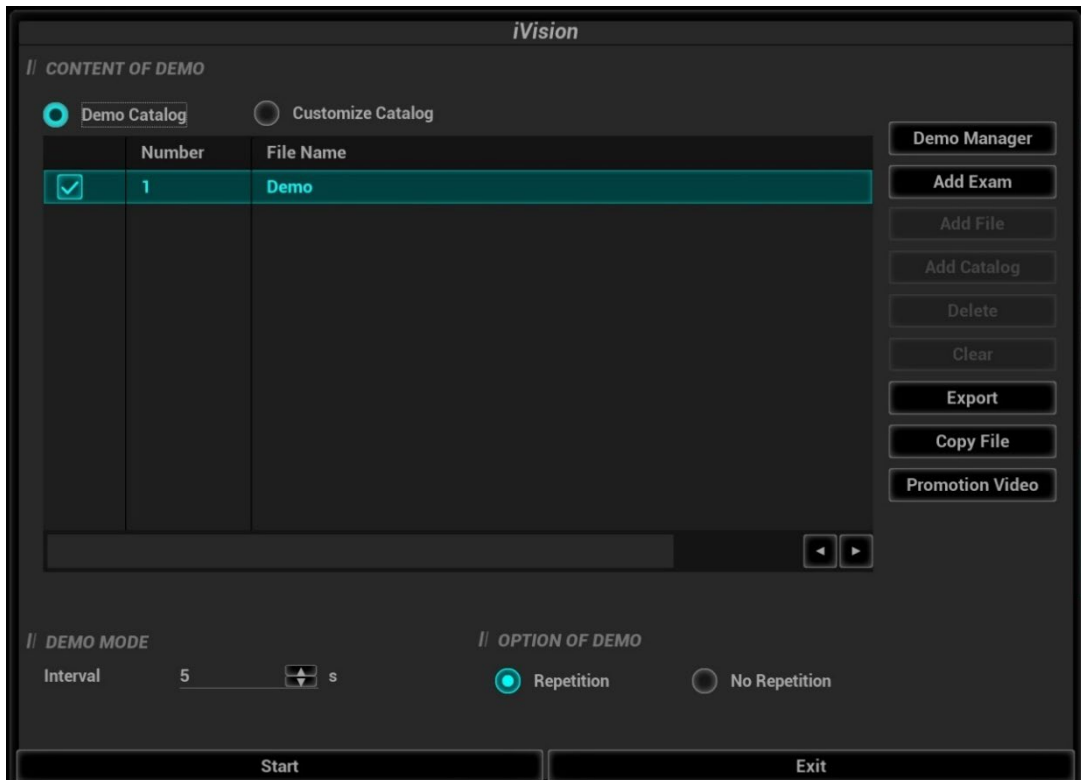 iVision
CONTENT OF DEMO
Demo Catalog Customize Catalog
Number File Name
1 Demo
Demo Manager
Add Exam
Add File
Add Catalog
Delete
Clear
Export
Copy File
Promotion Video
DEMO MODE
Interval 5 s
OPTION OF DEMO
Repetition No Repetition
Start Exit